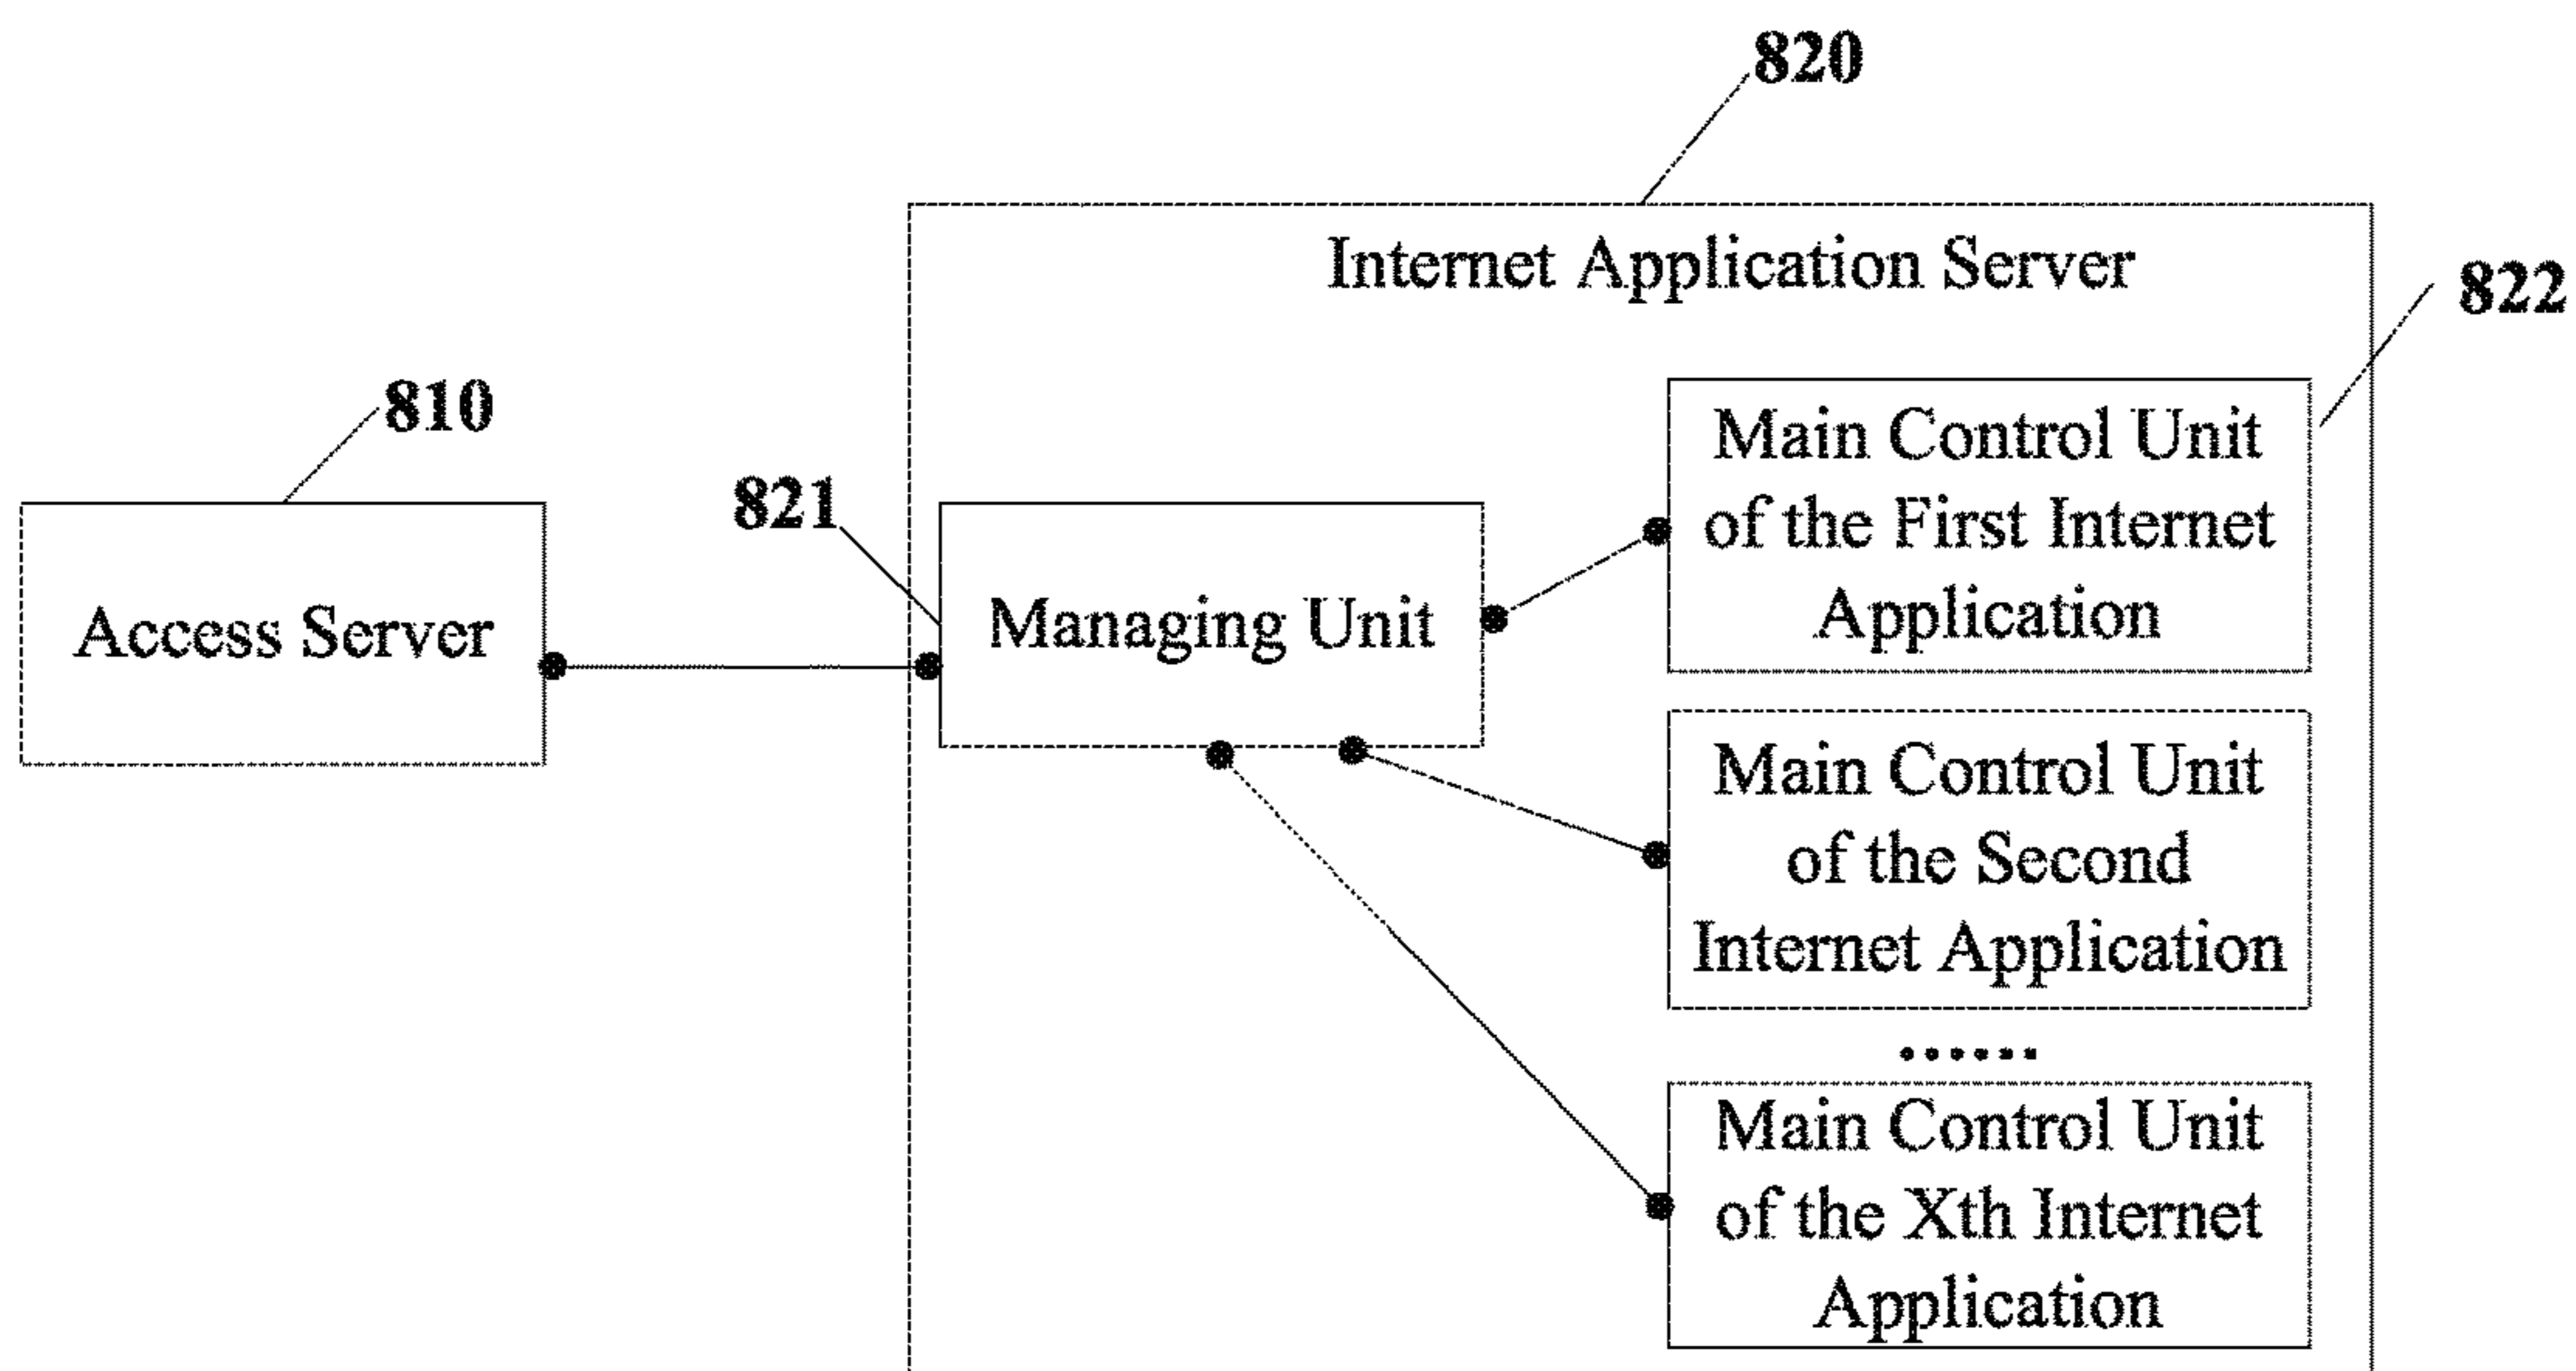 820
Internet Application Server
822
810
821
Access Server
Managing Unit
Main Control Unit
of the First Internet
Application
Main Control Unit
of the Second
Internet Application
......
Main Control Unit
of the Xth Internet
Application